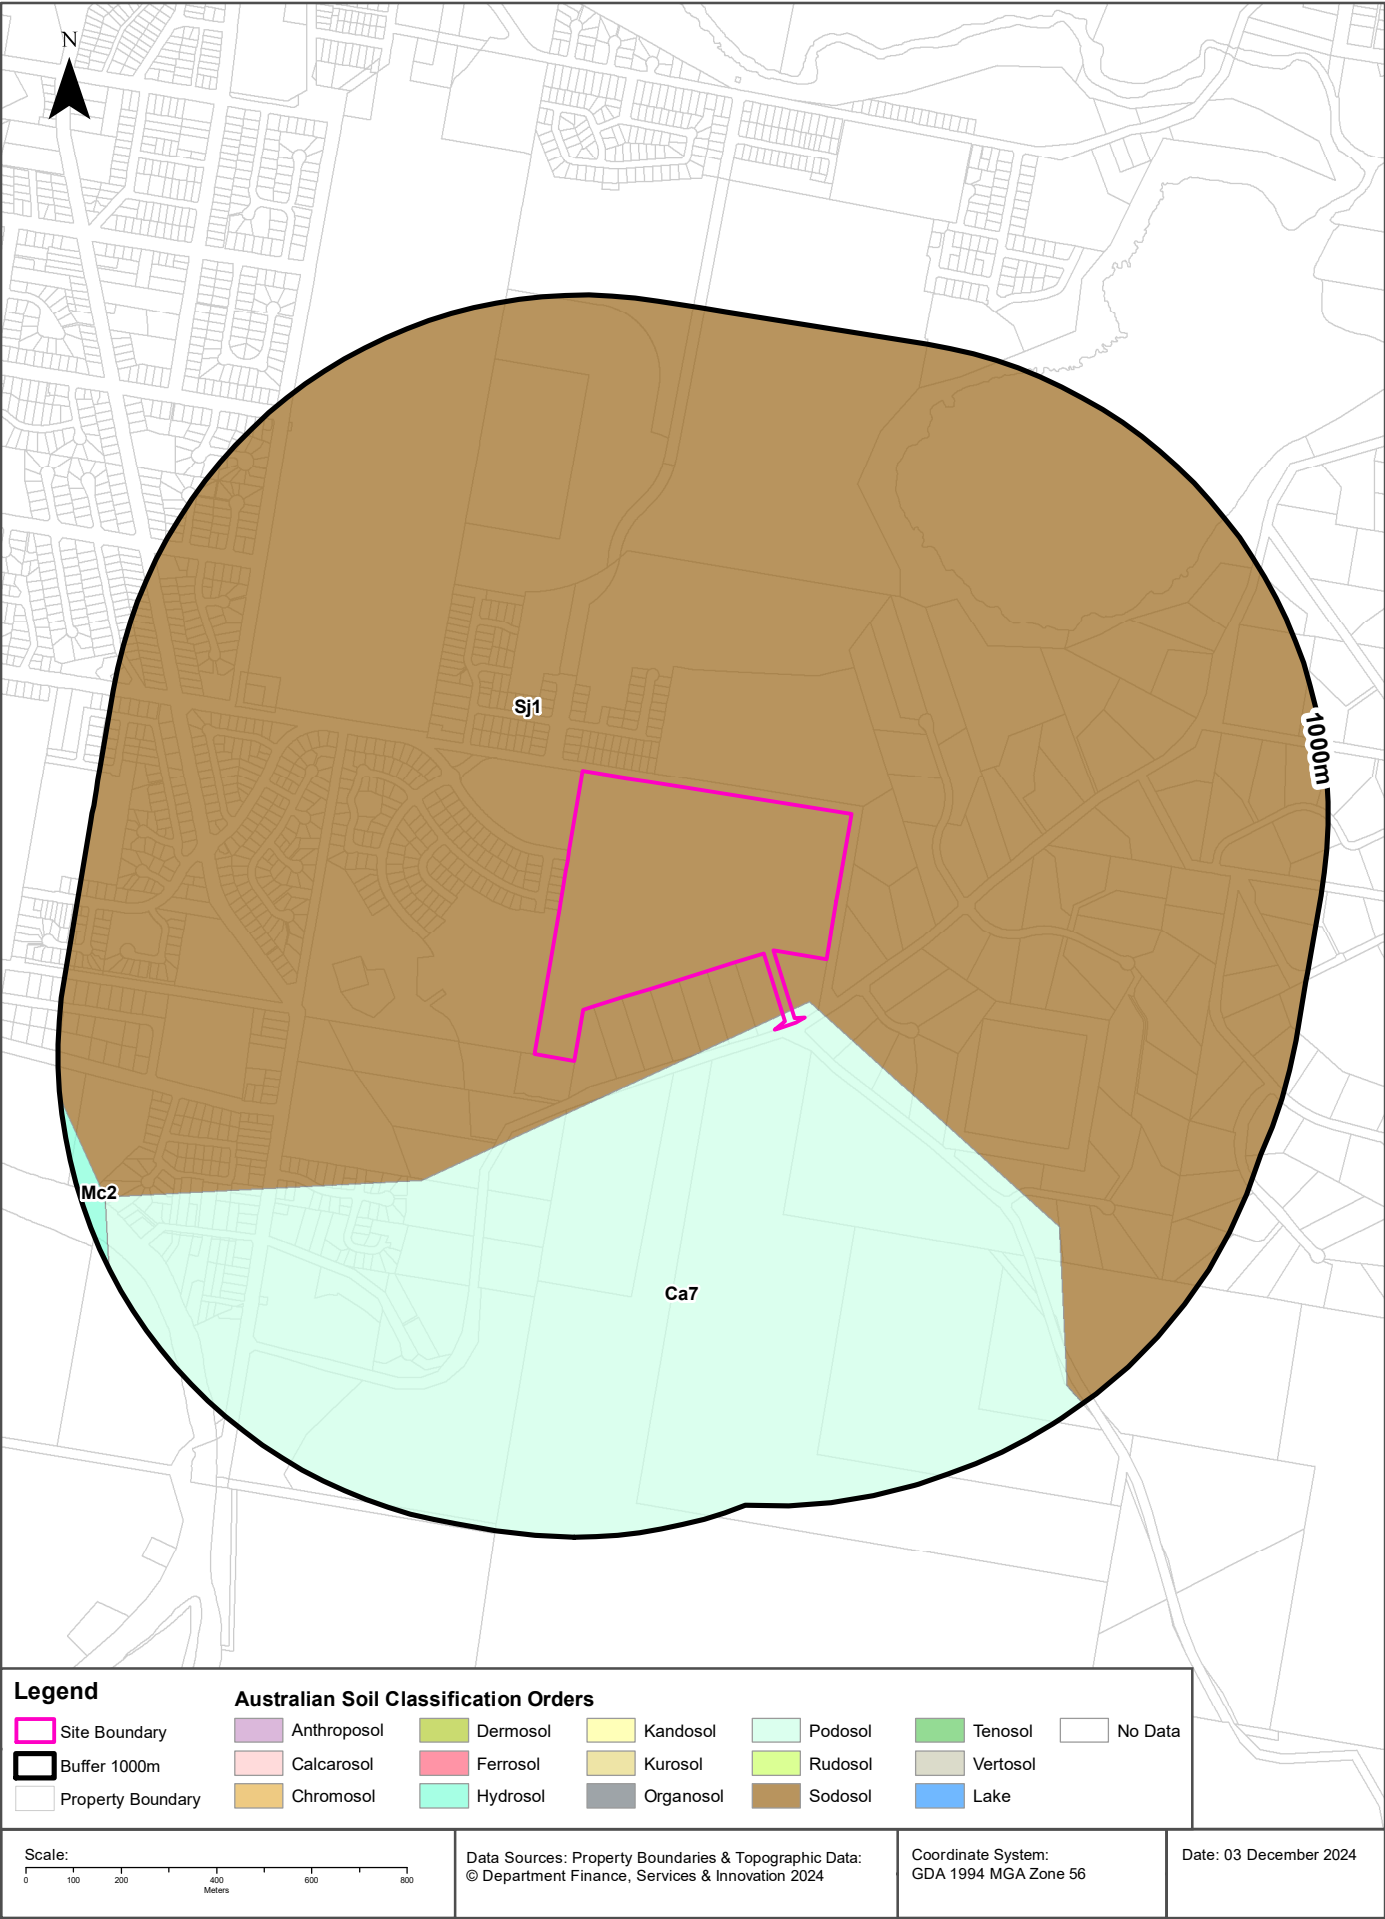 N
Sj1
1000m
Mc2
Ca7
Legend
Site Boundary
Buffer 1000m
Property Boundary
Australian Soil Classification Orders
Anthroposol
Calcarosol
Chromosol
Dermosol
Ferrosol
Hydrosol
Kandosol
Kurosol
Organosol
Podosol
Rudosol
Sodosol
Tenosol
Vertosol
Lake
No Data
Scale:
0 100 200 400 600 800
Meters
Data Sources: Property Boundaries & Topographic Data:
© Department Finance, Services & Innovation 2024
Coordinate System:
GDA 1994 MGA Zone 56
Date: 03 December 2024